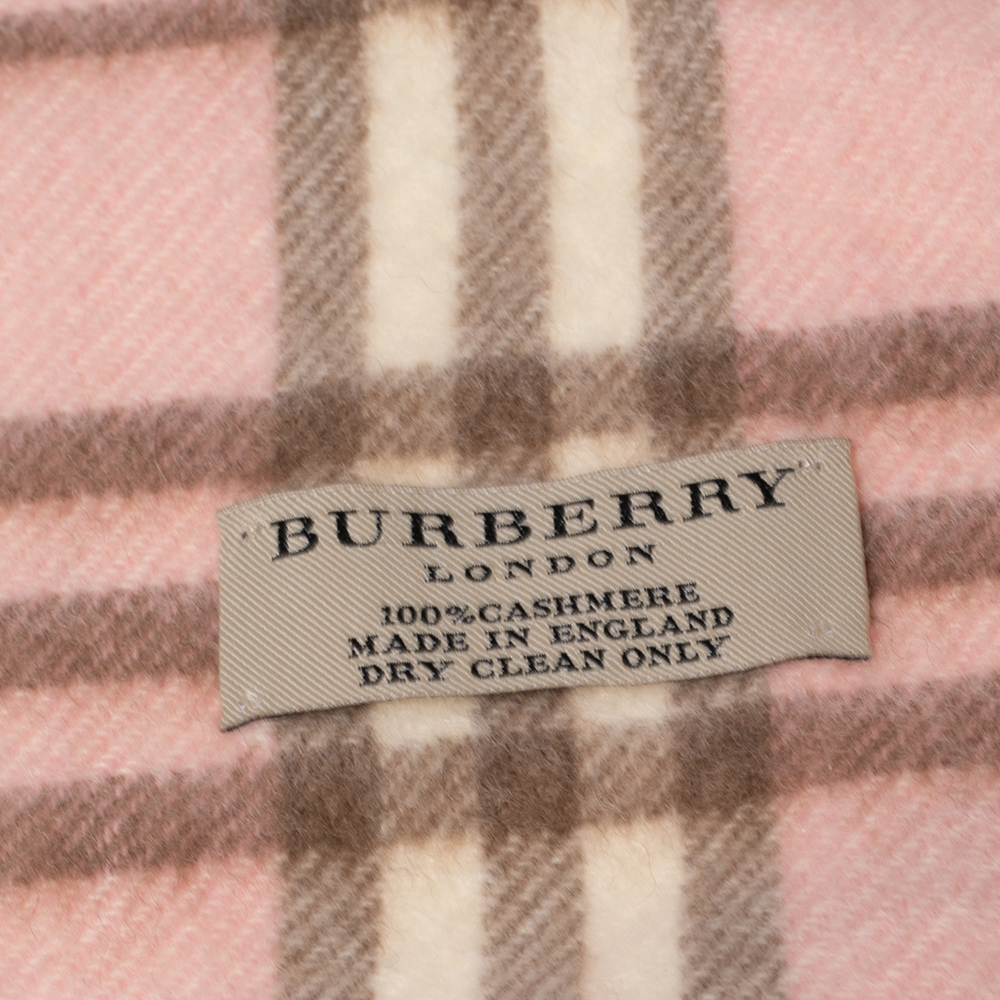 BURBERRY
LONDON
100% CASHMERE
MADE IN ENGLAND
DRY CLEAN ONLY